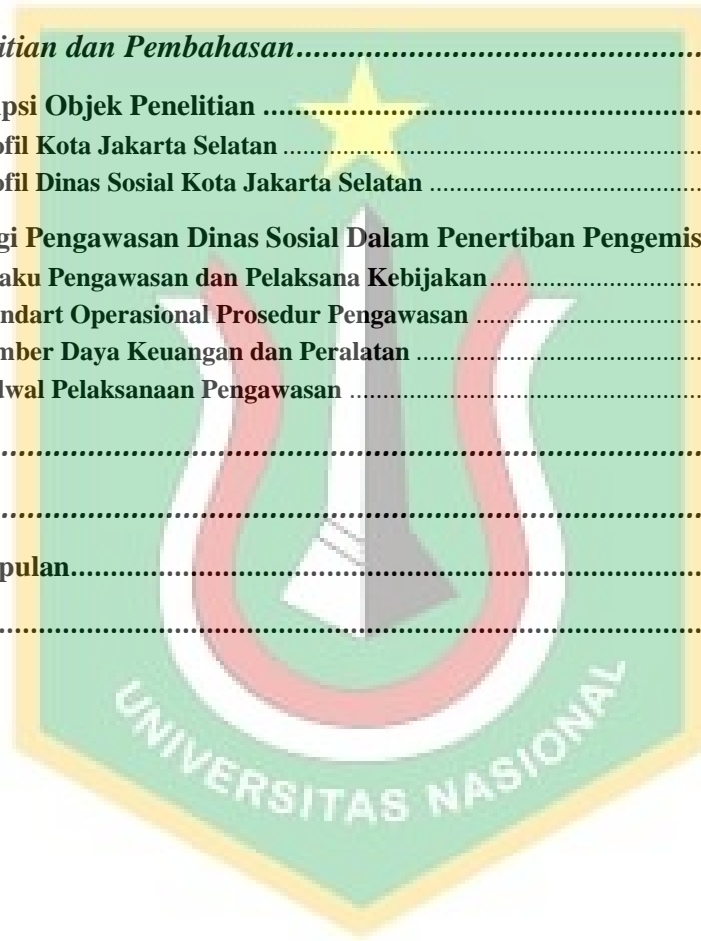 itian dan Pembahasan..............................................
psi Objek Penelitian ..................................................
ofil Kota Jakarta Selatan ..............................................................
ofil Dinas Sosial Kota Jakarta Selatan ........................................
gi Pengawasan Dinas Sosial Dalam Penertiban Pengemis
aku Pengawasan dan Pelaksana Kebijakan................................
ndart Operasional Prosedur Pengawasan ..................................
mber Daya Keuangan dan Peralatan ..........................................
dwal Pelaksanaan Pengawasan ....................................................
................................................................................
................................................................................
pulan.........................................................................
................................................................................
UNIVERSITAS NASIONAL